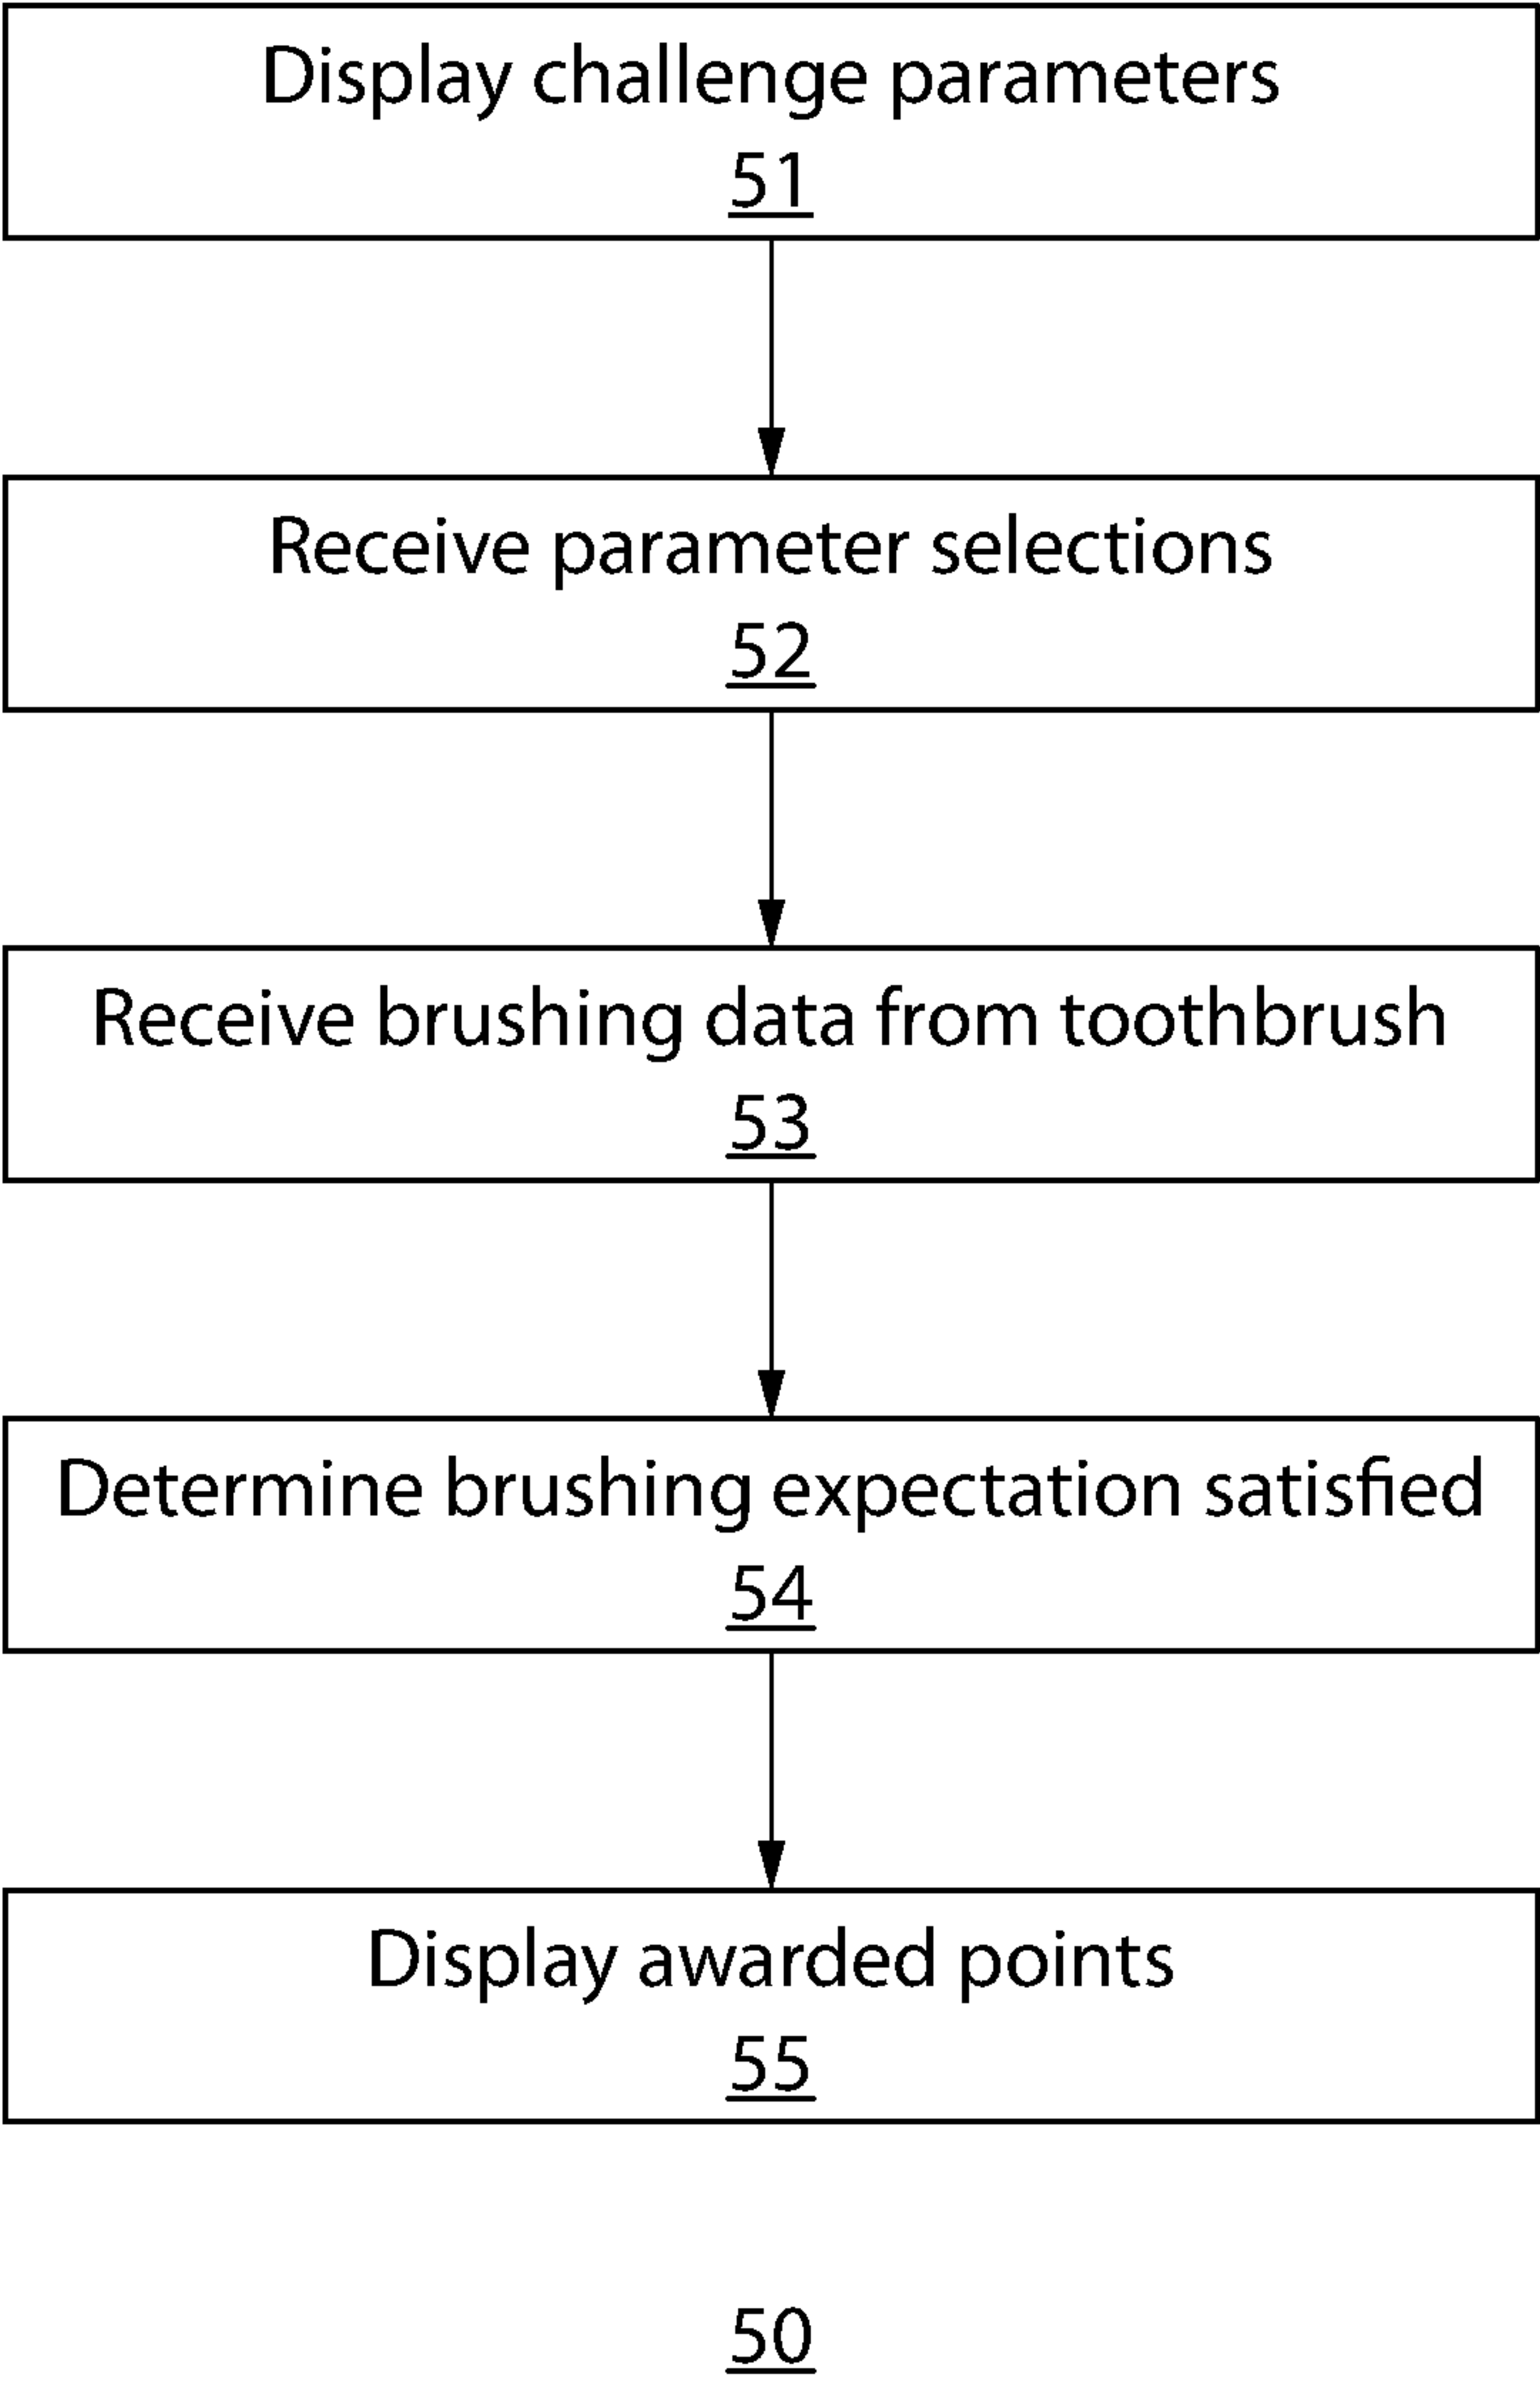 Display challenge parameters
51
Receive parameter selections
52
Receive brushing data from toothbrush
53
Determine brushing expectation satisfied
54
Display awarded points
55
50